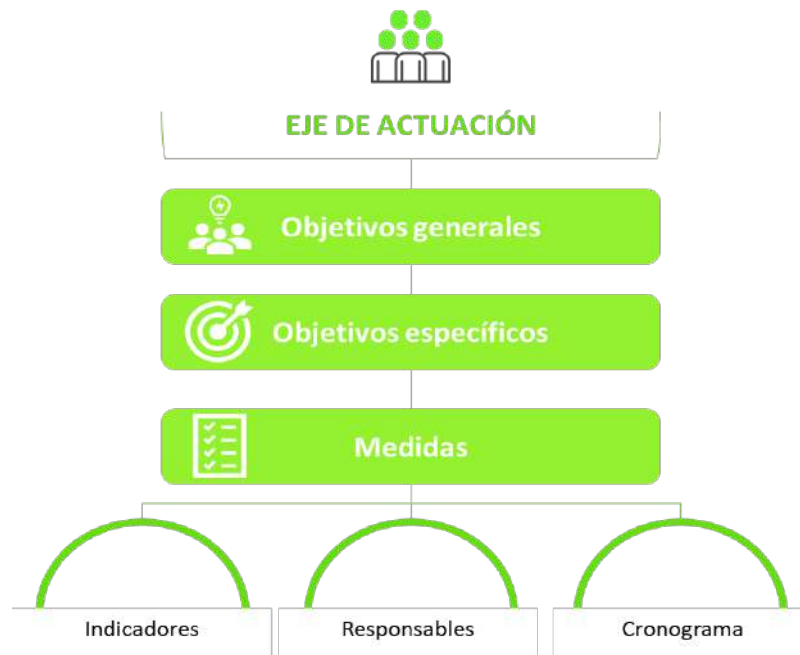 EJE DE ACTUACIÓN
Objetivos generales
Objetivos específicos
Medidas
Indicadores
Responsables
Cronograma